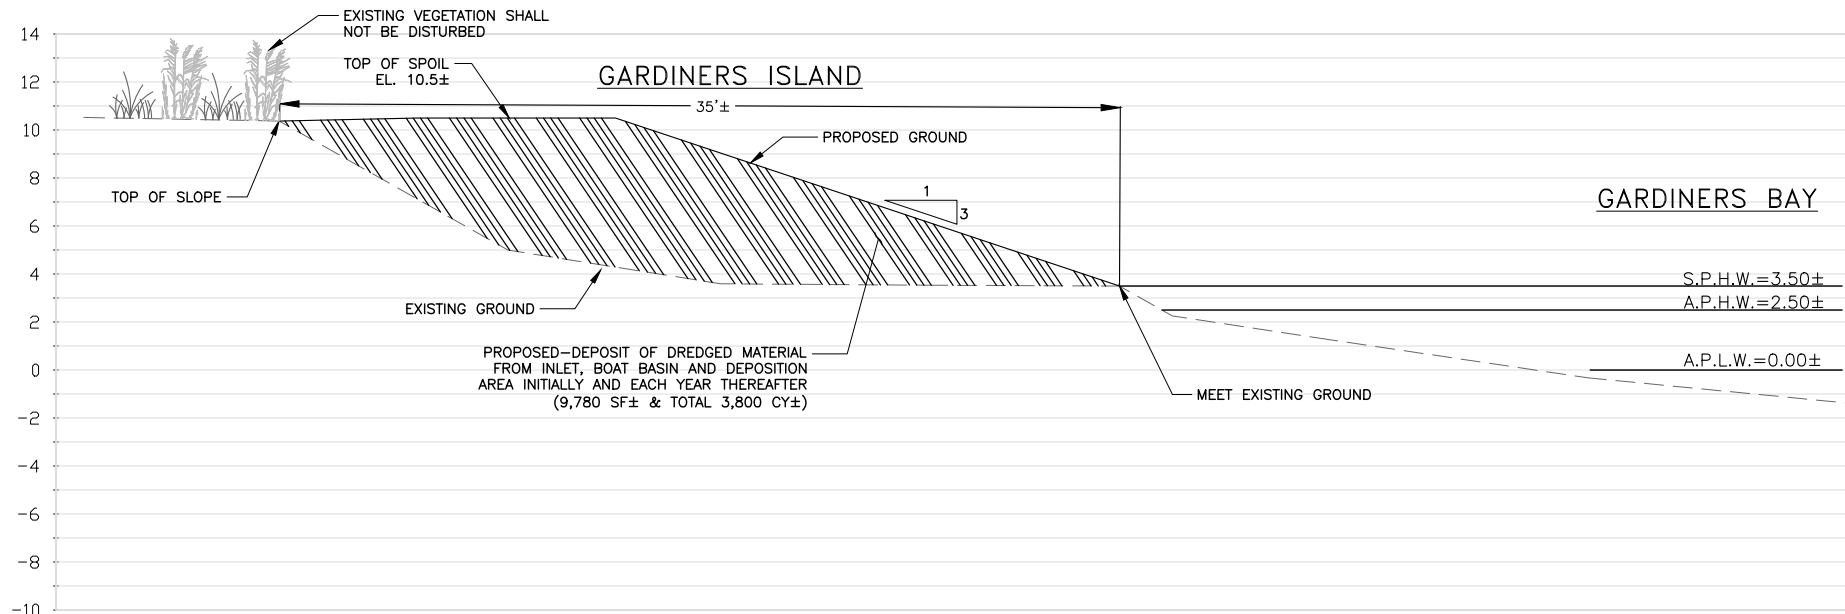 EXISTING VEGETATION SHALL
NOT BE DISTURBED
TOP OF SPOIL
EL. 10.5±
GARDINERS ISLAND
35'±
PROPOSED GROUND
TOP OF SLOPE
1
3
GARDINERS BAY
EXISTING GROUND
S.P.H.W.=3.50±
A.P.H.W.=2.50±
A.P.L.W.=0.00±
PROPOSED-DEPOSIT OF DREDGED MATERIAL
FROM INLET, BOAT BASIN AND DEPOSITION
AREA INITIALLY AND EACH YEAR THEREAFTER
(9,780 SF± & TOTAL 3,800 CY±)
MEET EXISTING GROUND
14
12
10
8
6
4
2
0
-2
-4
-6
-8
-10